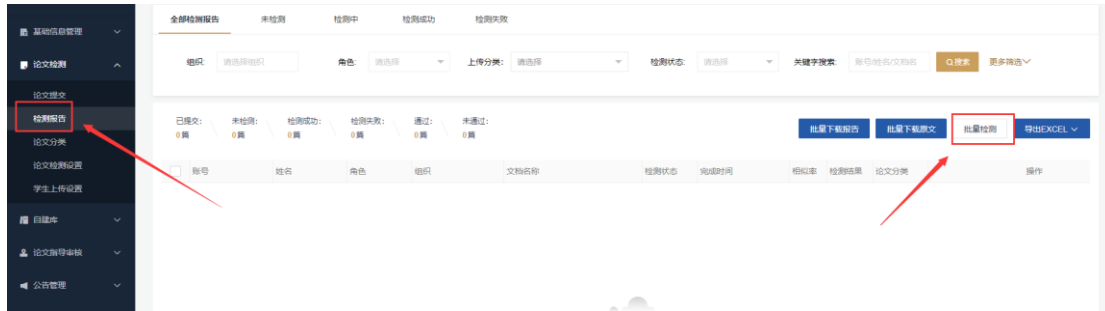 全部检测报告 未检测 检测中 检测成功 检测失败
基础信息管理
论文检测
组织: 请选择组织 角色: 请选择 上传分类: 请选择 检测状态: 请选择 关键字搜素: 账号/姓名/文档名 搜素 更多筛选
论文提交
检测报告
论文分类
论文检测设置
学生上传设置
自建库
论文指导审核
公告管理
已提交: 未检测: 检测成功: 检测失败: 通过: 未通过:
0篇 0篇 0篇 0篇 0篇 0篇
批量下载报告 批量下载原文 批量检测 导出EXCEL
账号 姓名 角色 组织 文档名称 检测状态 完成时间 相似率 检测结果 论文分类 操作